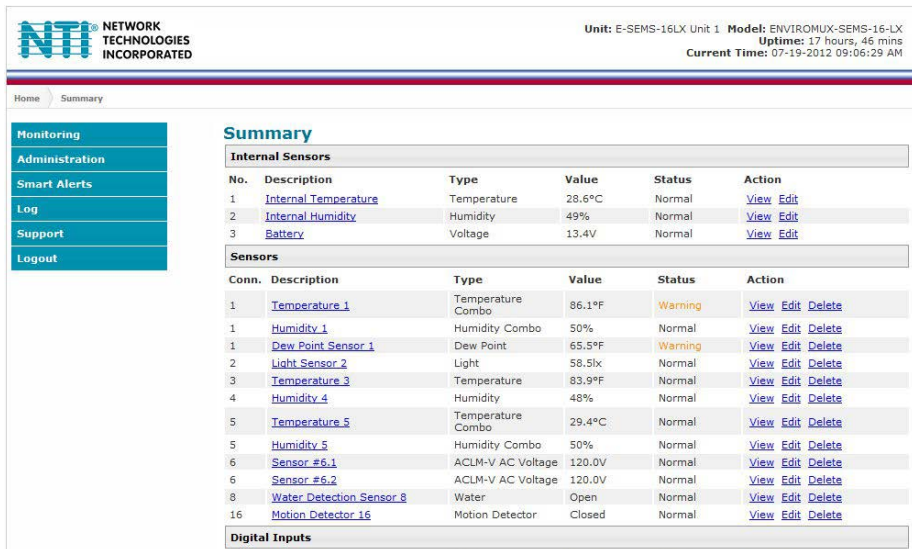 NTI NETWORK
TECHNOLOGIES
INCORPORATED
Unit: E-SEMS-16LX Unit 1 Model: ENVIROMUX-SEMS-16-LX
Uptime: 17 hours, 46 mins
Current Time: 07-19-2012 09:06:29 AM
Home Summary
Monitoring
Administration
Smart Alerts
Log
Support
Logout
Summary
Internal Sensors
No. Description Type Value Status Action
1 Internal Temperature Temperature 28.6°C Normal View Edit
2 Internal Humidity Humidity 49% Normal View Edit
3 Battery Voltage 13.4V Normal View Edit
Sensors
Conn. Description Type Value Status Action
1 Temperature 1 Temperature Combo 86.1°F Warning View Edit Delete
1 Humidity 1 Humidity Combo 50% Normal View Edit Delete
1 Dew Point Sensor 1 Dew Point 65.5°F Warning View Edit Delete
2 Light Sensor 2 Light 58.5lx Normal View Edit Delete
3 Temperature 3 Temperature 83.9°F Normal View Edit Delete
4 Humidity 4 Humidity 48% Normal View Edit Delete
5 Temperature 5 Temperature Combo 29.4°C Normal View Edit Delete
5 Humidity 5 Humidity Combo 50% Normal View Edit Delete
6 Sensor #6.1 ACLM-V AC Voltage 120.0V Normal View Edit Delete
6 Sensor #6.2 ACLM-V AC Voltage 120.0V Normal View Edit Delete
8 Water Detection Sensor 8 Water Open Normal View Edit Delete
16 Motion Detector 16 Motion Detector Closed Normal View Edit Delete
Digital Inputs